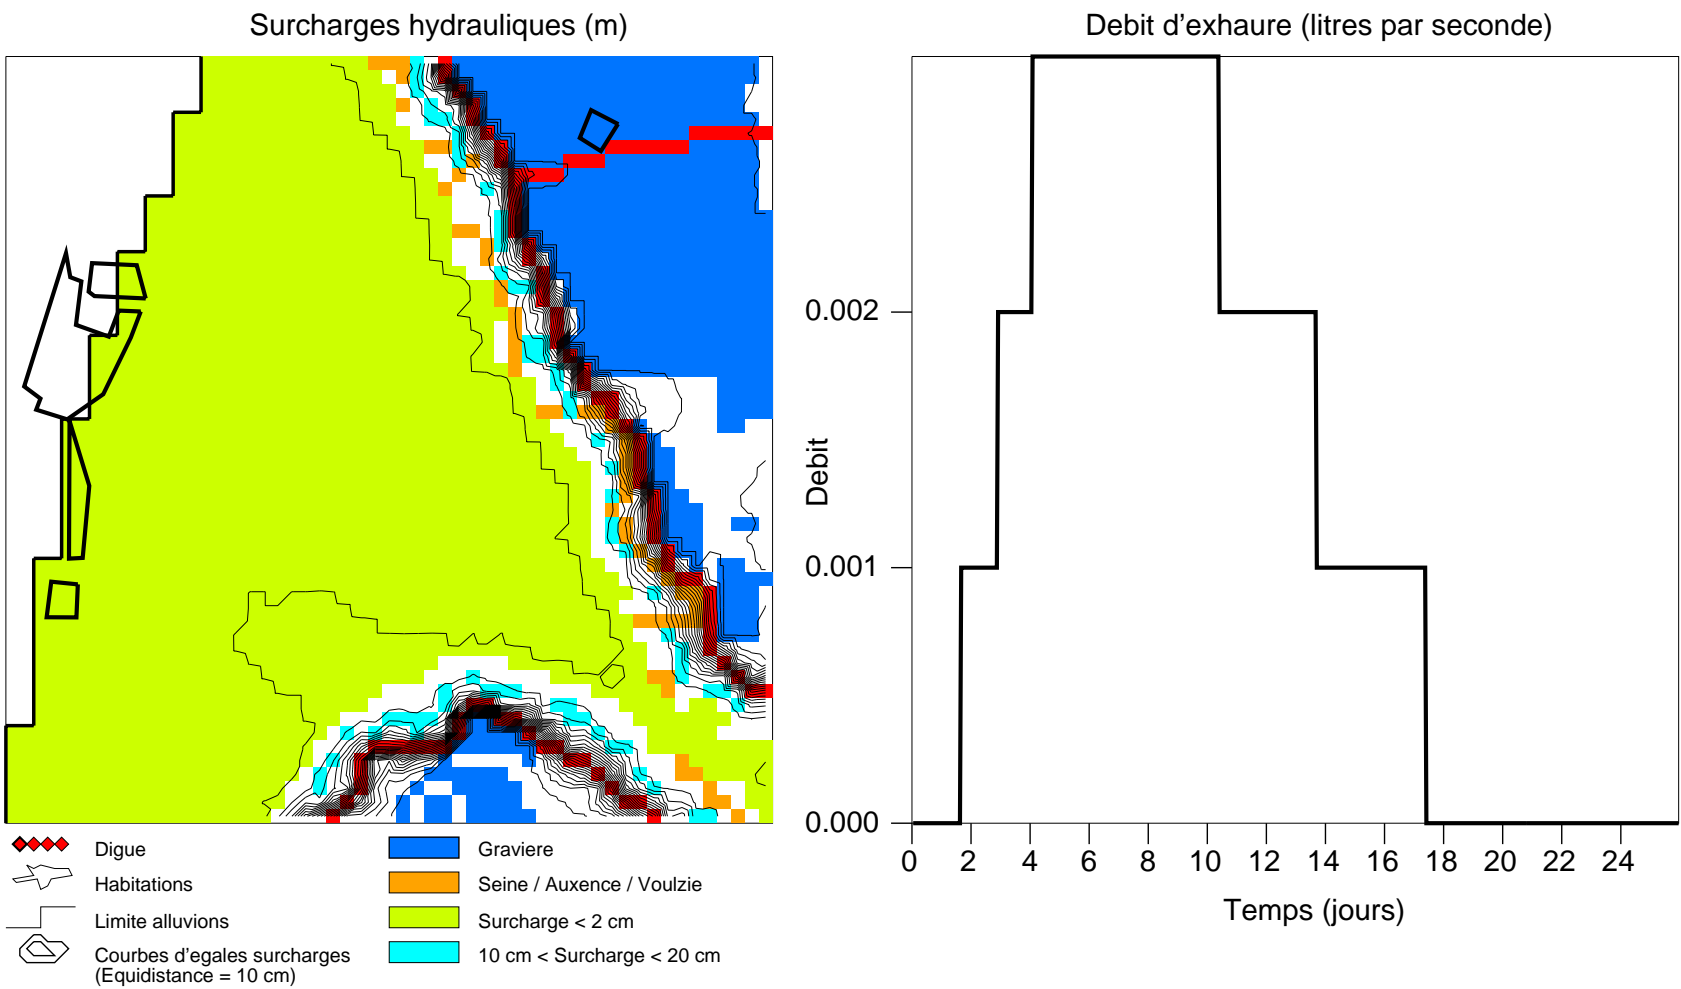 Surcharges hydrauliques (m)
Digue
Habitations
Limite alluvions
Courbes d'egales surcharges
(Equidistance = 10 cm)
Graviere
Seine / Auxence / Voulzie
Surcharge < 2 cm
10 cm < Surcharge < 20 cm
Debit d'exhaure (litres par seconde)
Debit
0.002
0.001
0.000
0 2 4 6 8 10 12 14 16 18 20 22 24
Temps (jours)